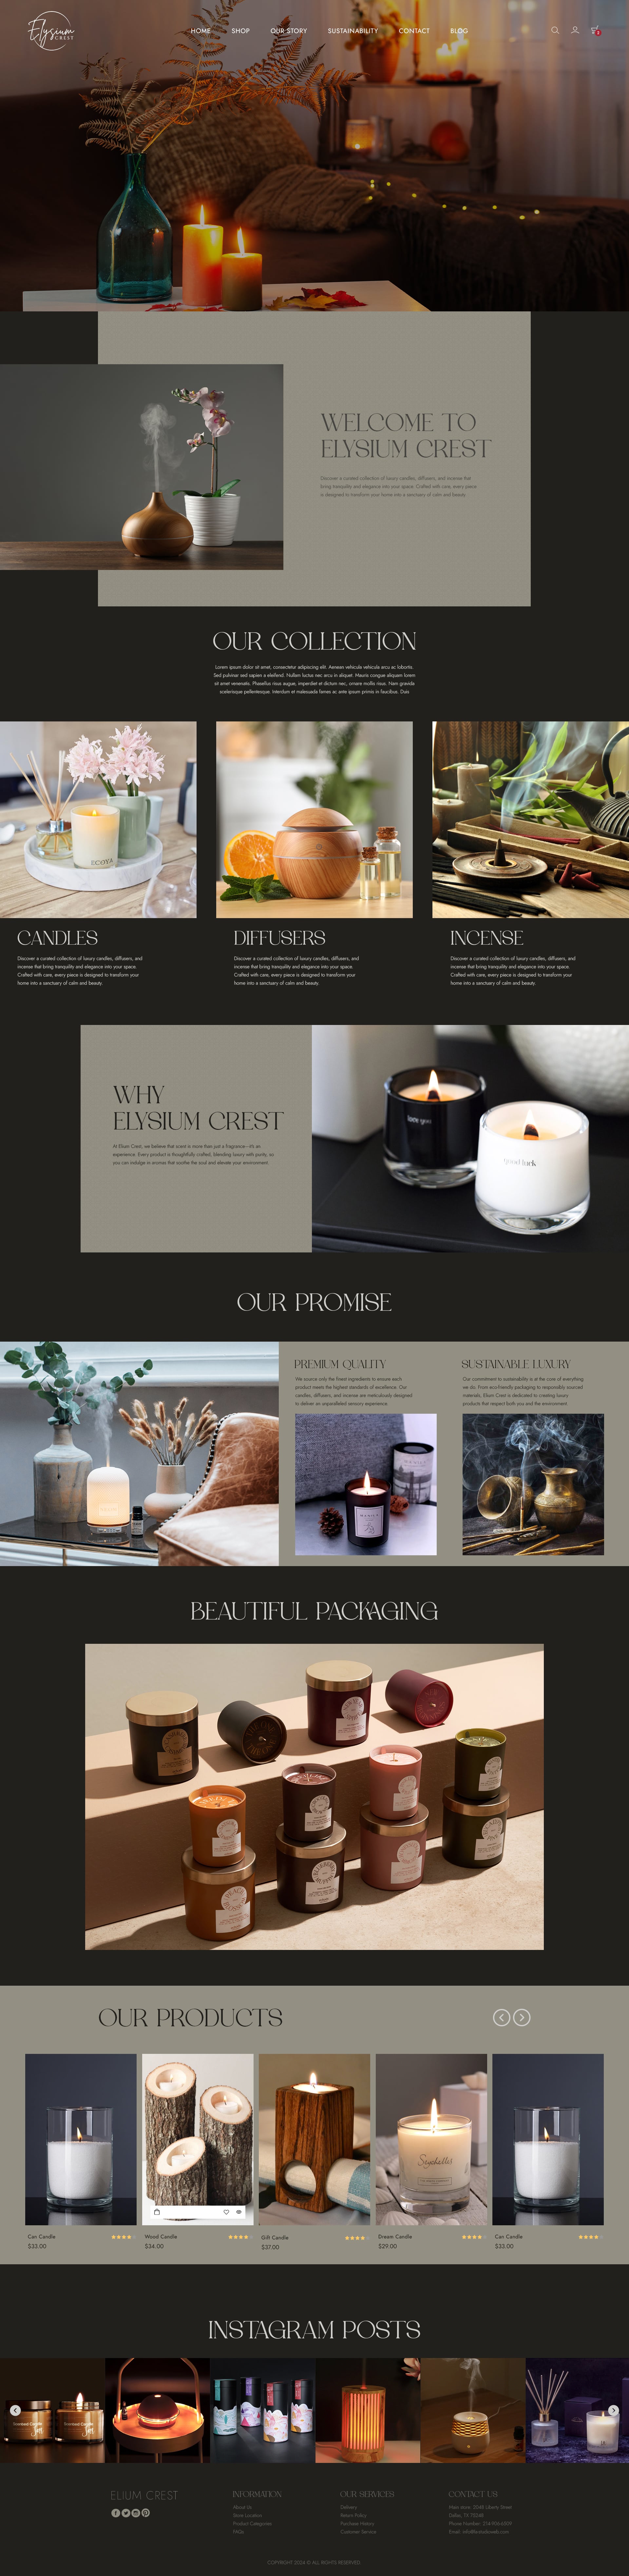 Elysium
CREST
HOME SHOP OUR STORY SUSTAINABILITY CONTACT BLOG
WELCOME TO
ELYSIUM CREST
Discover a curated collection of luxury candles, diffusers, and incense that
bring tranquility and elegance into your space. Crafted with care, every piece
is designed to transform your home into a sanctuary of calm and beauty.
OUR COLLECTION
Lorem ipsum dolor sit amet, consectetur adipiscing elit. Aenean vehicula vehicula arcu ac lobortis.
Sed pulvinar sed sapien a eleifend. Nullam luctus nec arcu in aliquet. Mauris congue aliquam lorem
sit amet venenatis. Phasellus risus augue, imperdiet et dictum nec, ornare mollis risus. Nam gravida
scelerisque pellentesque. Interdum et malesuada fames ac ante ipsum primis in faucibus. Duis
ECOYA
CANDLES
Discover a curated collection of luxury candles, diffusers, and
incense that bring tranquility and elegance into your space.
Crafted with care, every piece is designed to transform your
home into a sanctuary of calm and beauty.
DIFFUSERS
Discover a curated collection of luxury candles, diffusers, and
incense that bring tranquility and elegance into your space.
Crafted with care, every piece is designed to transform your
home into a sanctuary of calm and beauty.
INCENSE
Discover a curated collection of luxury candles, diffusers, and
incense that bring tranquility and elegance into your space.
Crafted with care, every piece is designed to transform your
home into a sanctuary of calm and beauty.
WHY
ELYSIUM CREST
At Elium Crest, we believe that scent is more than just a fragrance—it's an
experience. Every product is thoughtfully crafted, blending luxury with purity, so
you can indulge in aromas that soothe the soul and elevate your environment.
love you
good luck
OUR PROMISE
PREMIUM QUALITY
We source only the finest ingredients to ensure each
product meets the highest standards of excellence. Our
candles, diffusers, and incense are meticulously designed
to deliver an unparalleled sensory experience.
SUSTAINABLE LUXURY
Our commitment to sustainability is at the core of everything
we do. From eco-friendly packaging to responsibly sourced
materials, Elium Crest is dedicated to creating luxury
products that respect both you and the environment.
MANILA
BEAUTIFUL PACKAGING
OUR PRODUCTS
Seychelles
Can Candle
$33.00
Wood Candle
$34.00
Gift Candle
$37.00
Dream Candle
$29.00
Can Candle
$33.00
INSTAGRAM POSTS
Scented Candle
Scented Candle
ELIUM CREST
INFORMATION
About Us
Store Location
Product Categories
FAQs
OUR SERVICES
Delivery
Return Policy
Purchase History
Customer Service
CONTACT US
COPYRIGHT 2024 © ALL RIGHTS RESERVED